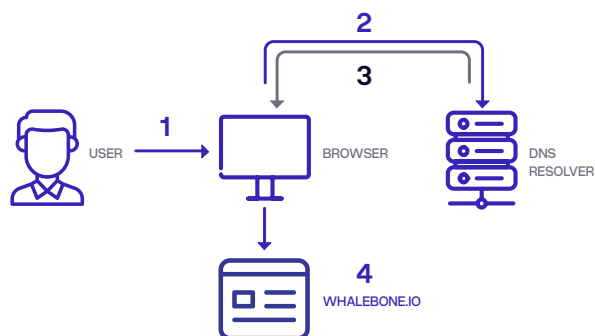 2
3
1
USER
BROWSER
DNS
RESOLVER
4
WHALEBONE.IO